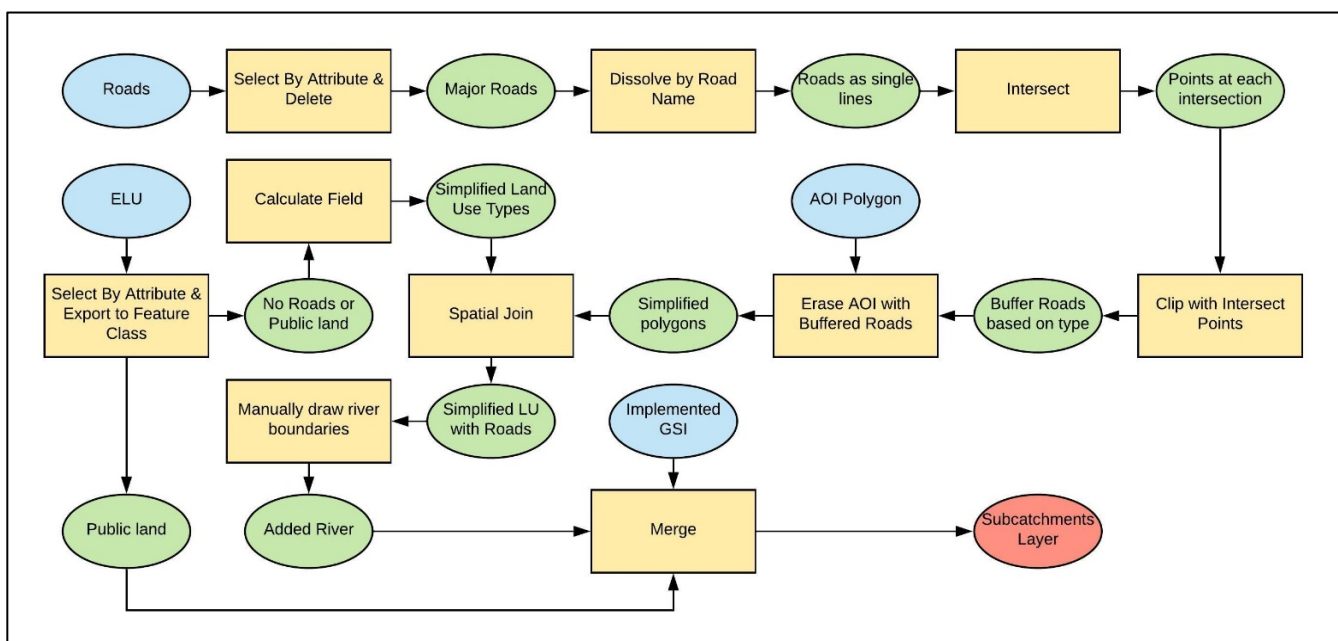 Roads
Select By Attribute &
Delete
Major Roads
Dissolve by Road
Name
Roads as single
lines
Intersect
Points at each
intersection
ELU
Calculate Field
Simplified Land
Use Types
AOI Polygon
Select By Attribute &
Export to Feature
Class
No Roads or
Public land
Spatial Join
Simplified
polygons
Erase AOI with
Buffered Roads
Buffer Roads
based on type
Clip with Intersect
Points
Manually draw river
boundaries
Simplified LU
with Roads
Implemented
GSI
Public land
Added River
Merge
Subcatchments
Layer